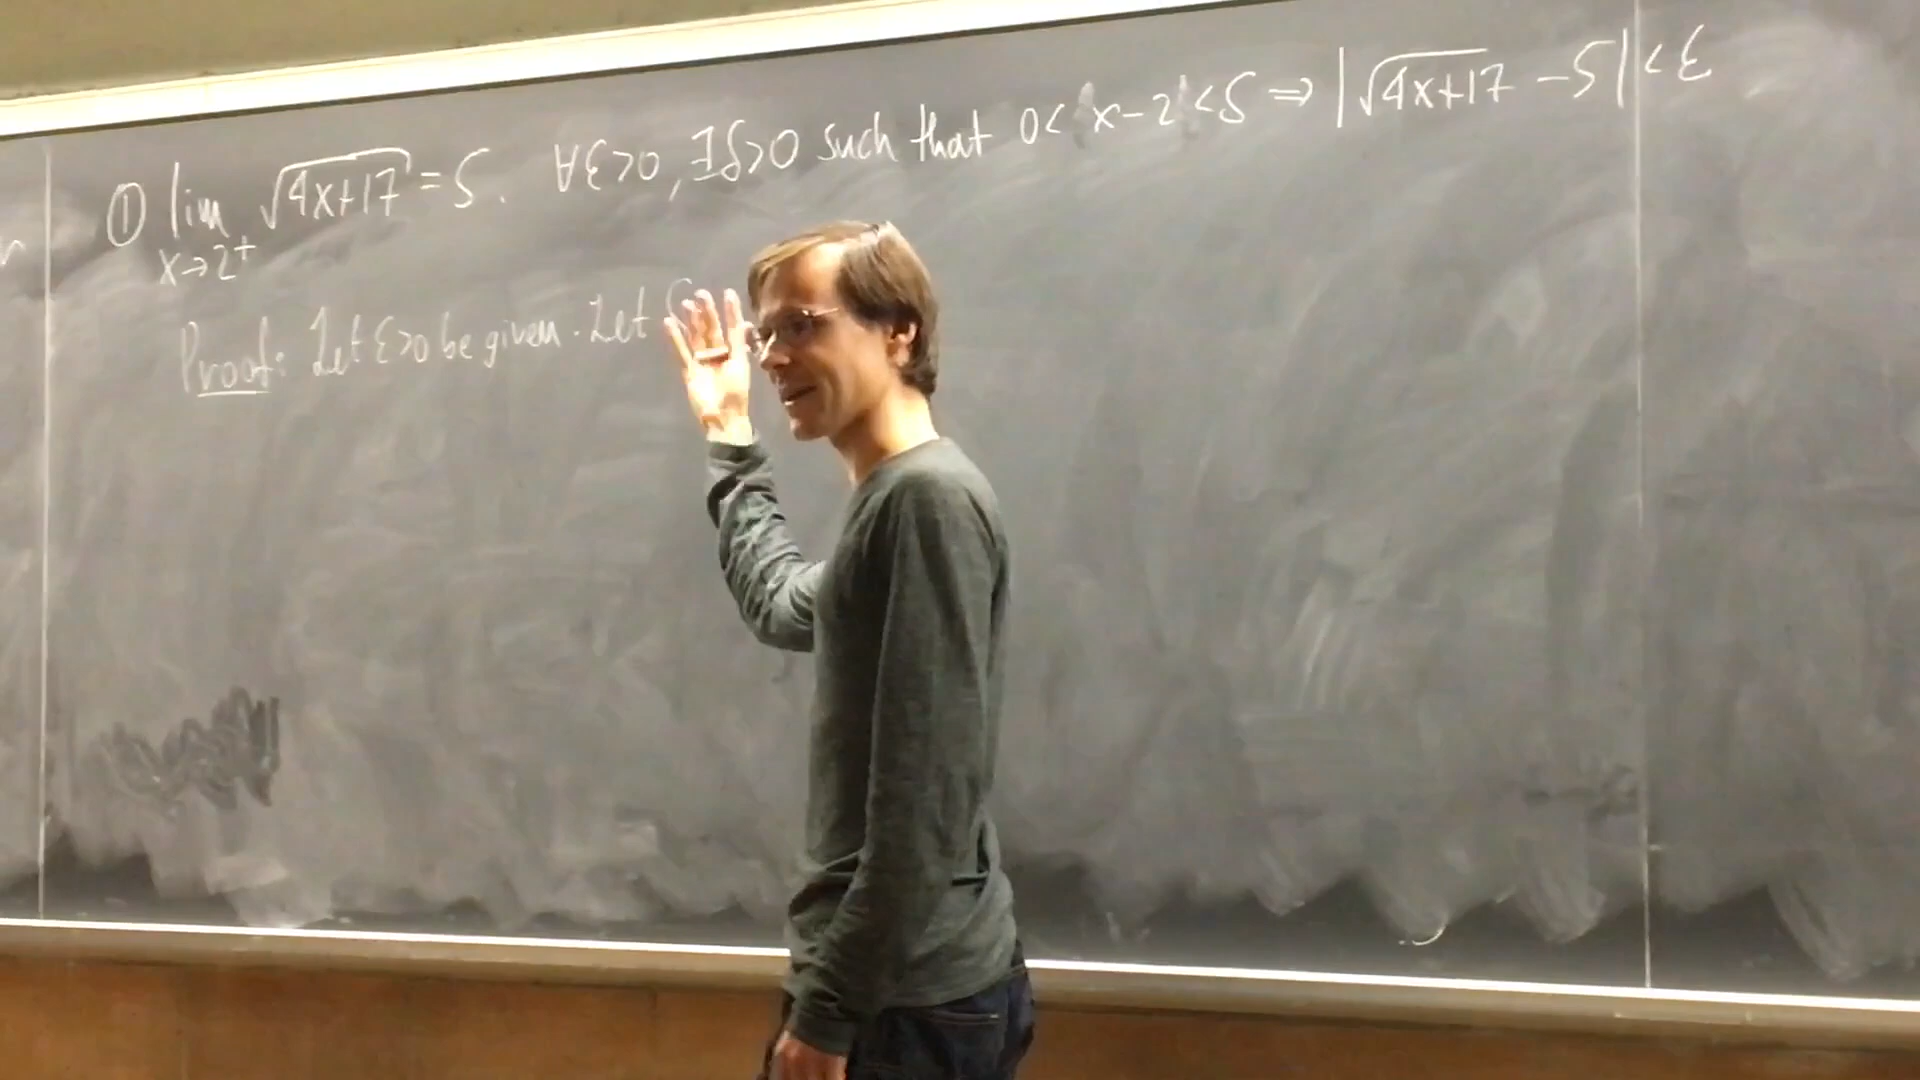 ① lim √4x+17 = 5. ∀ε>0, ∃δ>0 such that 0< x-2 <δ ⇒ |√4x+17 -5| <ε
x→2+
Proof: Let ε>0 be given. Let